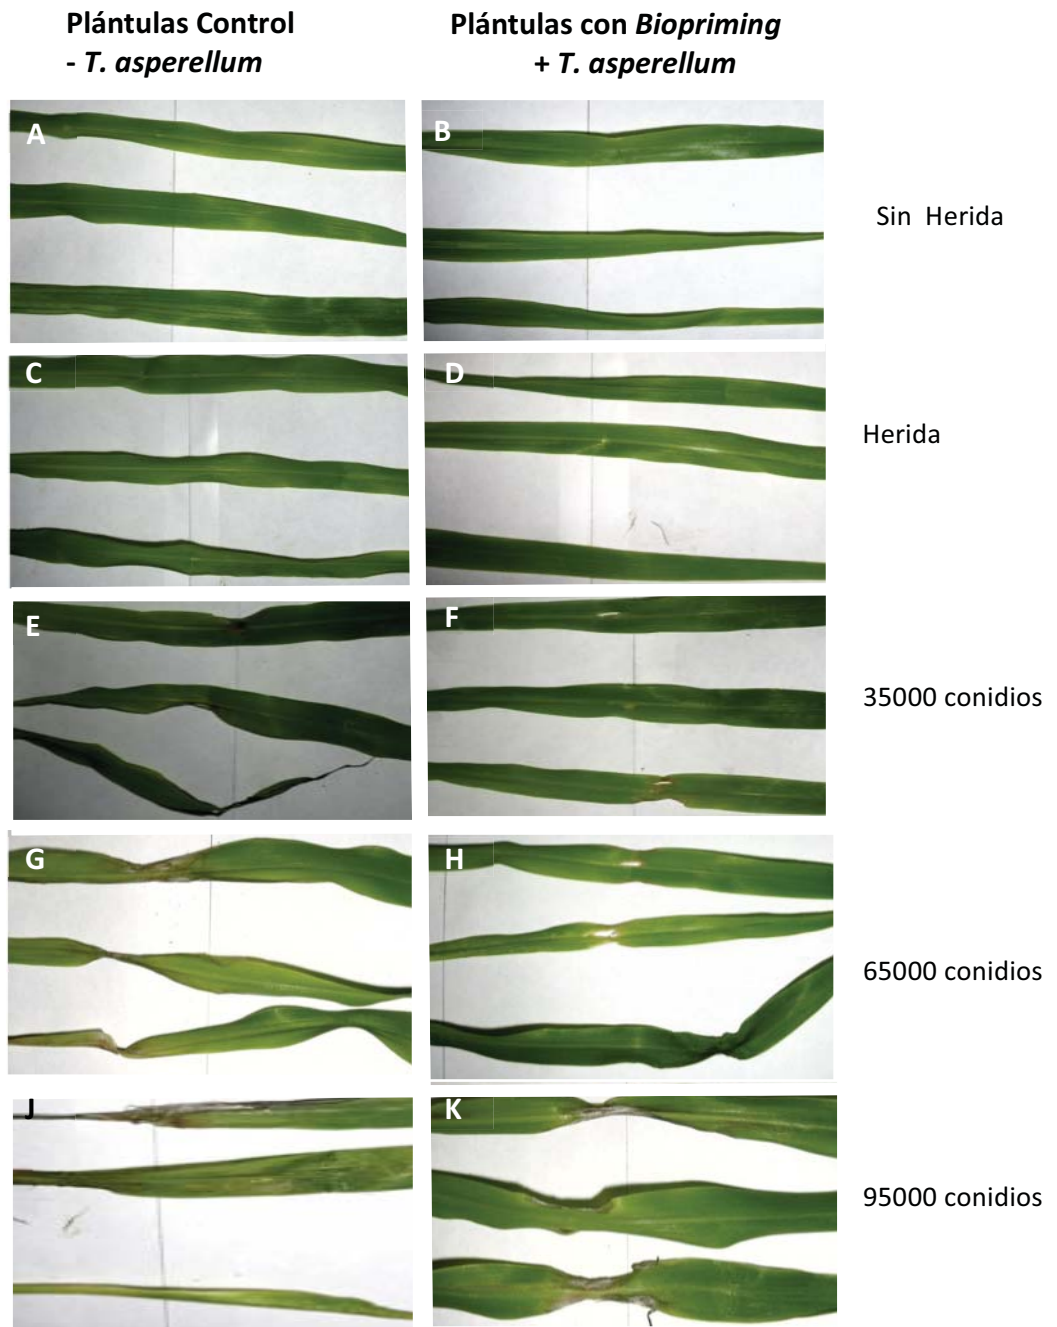 Plántulas Control
- T. asperellum
Plántulas con Biopriming
+ T. asperellum
A
B
Sin Herida
C
D
Herida
E
F
35000 conidios
G
H
65000 conidios
J
K
95000 conidios